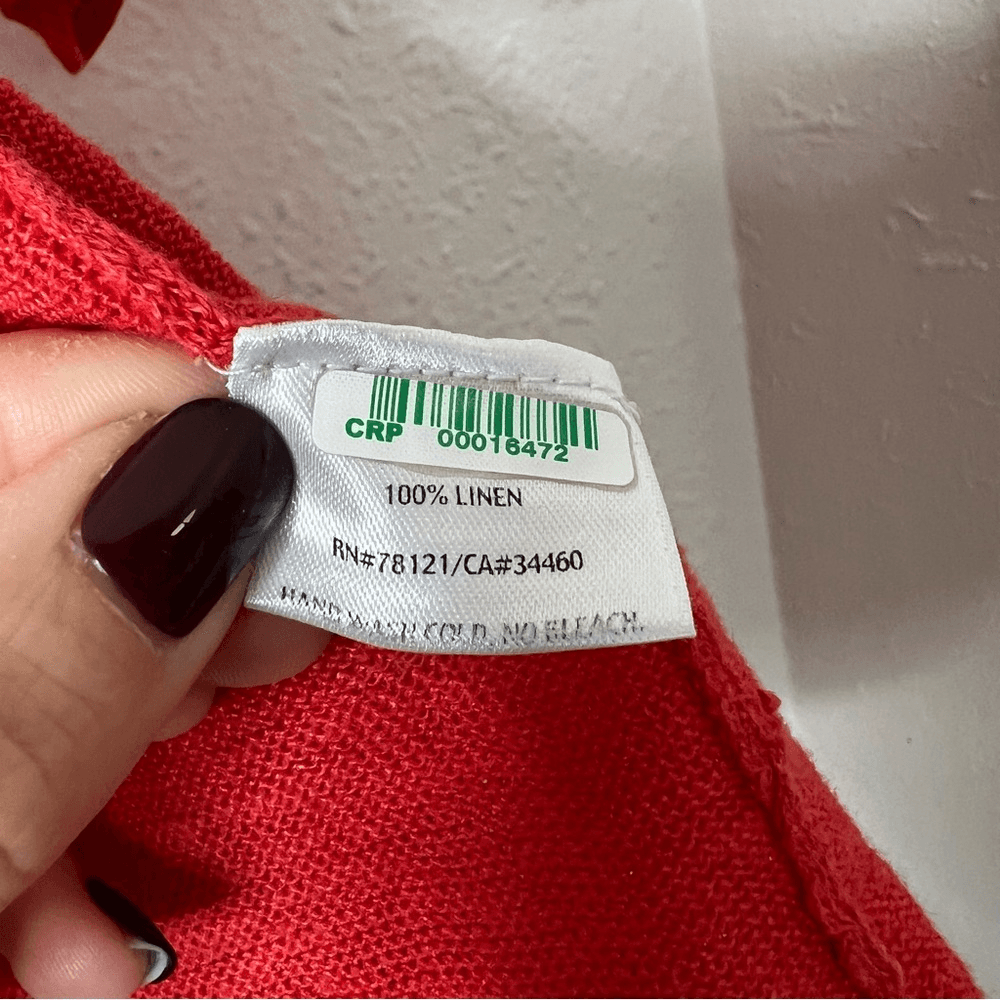 CRP 00016472
100% LINEN
RN#78121/CA#34460
HAND WASH COLD. NO BLEACH.